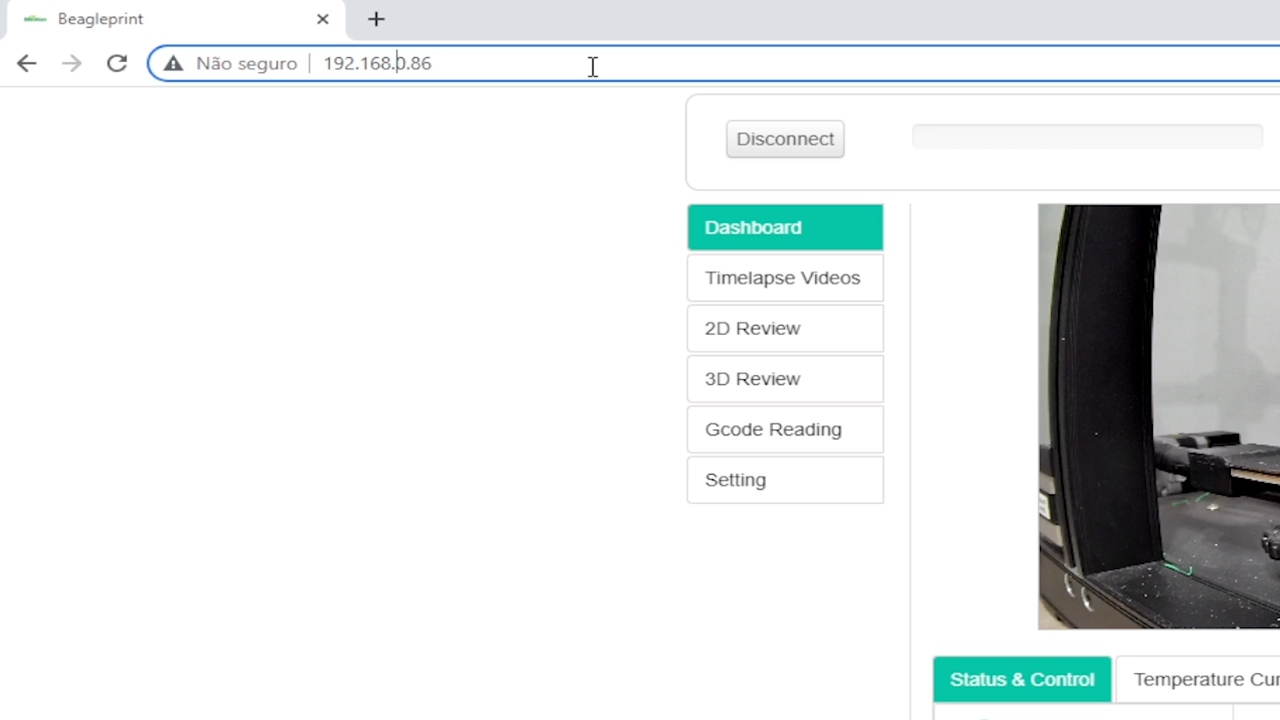 Beagleprint
Não seguro | 192.168.0.86
Disconnect
Dashboard
Timelapse Videos
2D Review
3D Review
Gcode Reading
Setting
Status & Control
Temperature Cur